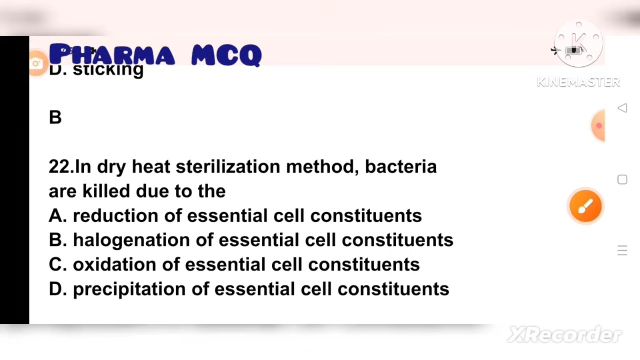 PHARMA MCQ
KINEMASTER
D. sticking
B
22.In dry heat sterilization method, bacteria
are killed due to the
A. reduction of essential cell constituents
B. halogenation of essential cell constituents
C. oxidation of essential cell constituents
D. precipitation of essential cell constituents
XRecorder